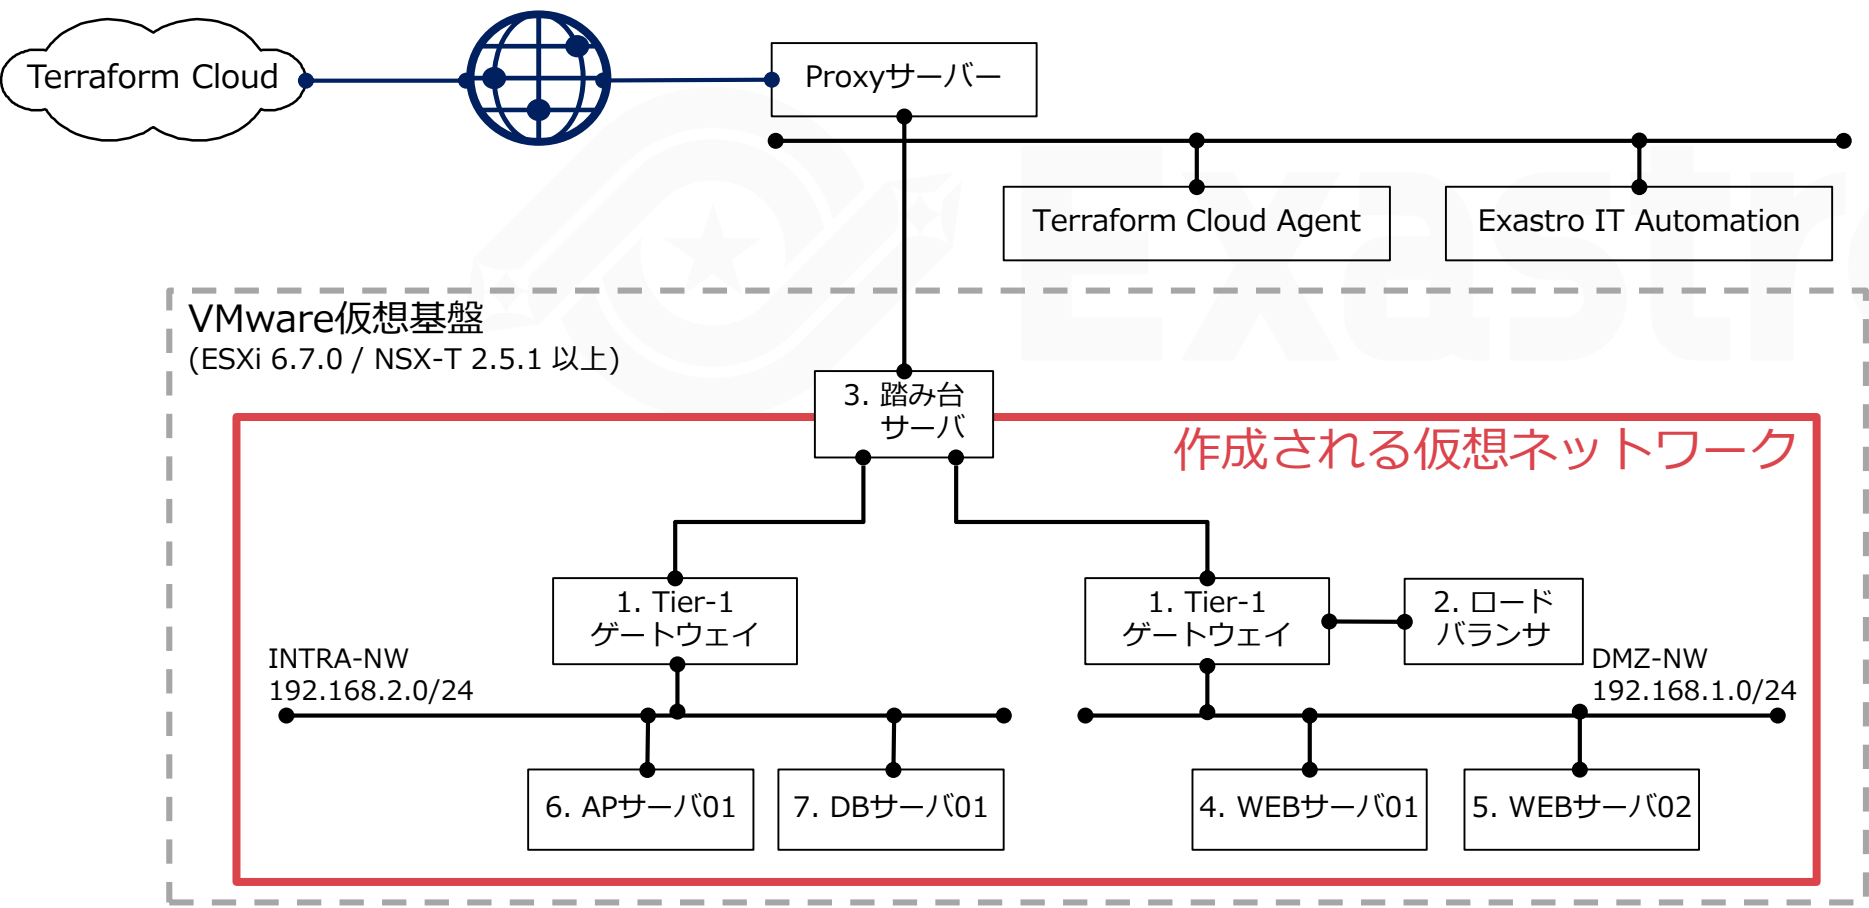 Terraform Cloud
Proxyサーバー
Terraform Cloud Agent
Exastro IT Automation
Exastro
VMware仮想基盤
(ESXi 6.7.0 / NSX-T 2.5.1 以上)
3. 踏み台
サーバ
作成される仮想ネットワーク
1. Tier-1
ゲートウェイ
1. Tier-1
ゲートウェイ
2. ロード
バランサ
INTRA-NW
192.168.2.0/24
DMZ-NW
192.168.1.0/24
6. APサーバ01
7. DBサーバ01
4. WEBサーバ01
5. WEBサーバ02